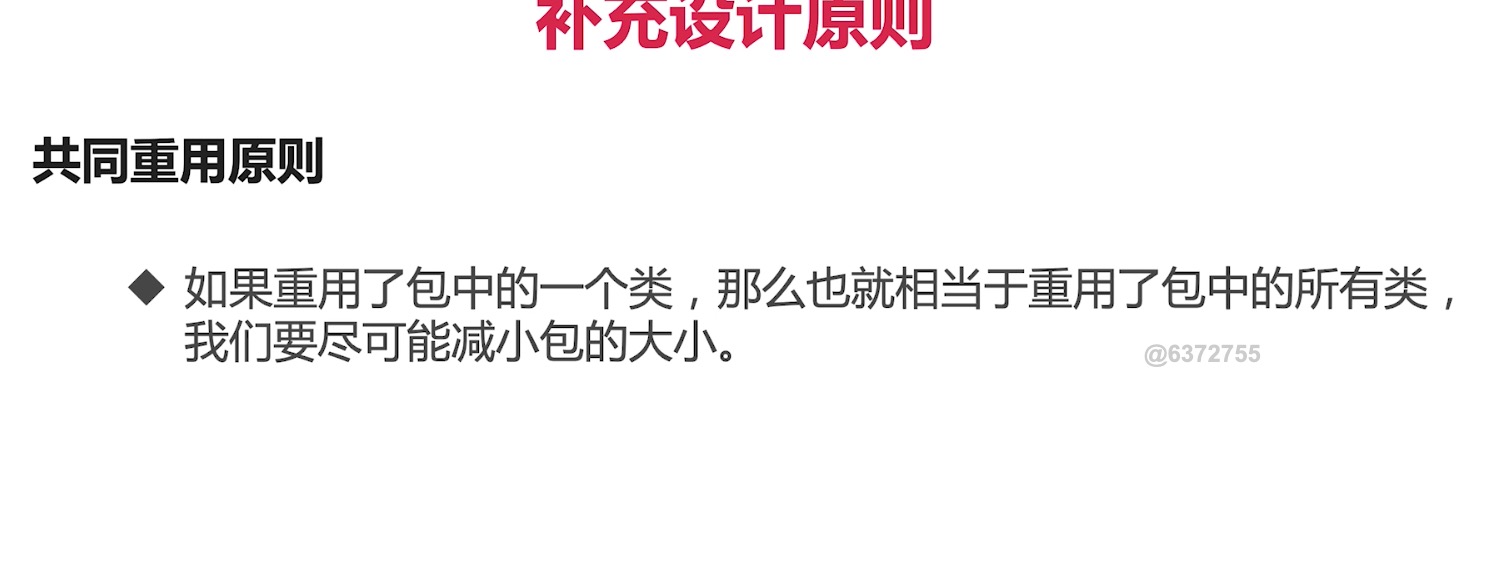 补充设计原则
共同重用原则
◆ 如果重用了包中的一个类，那么也就相当于重用了包中的所有类，
我们要尽可能减小包的大小。
@6372755